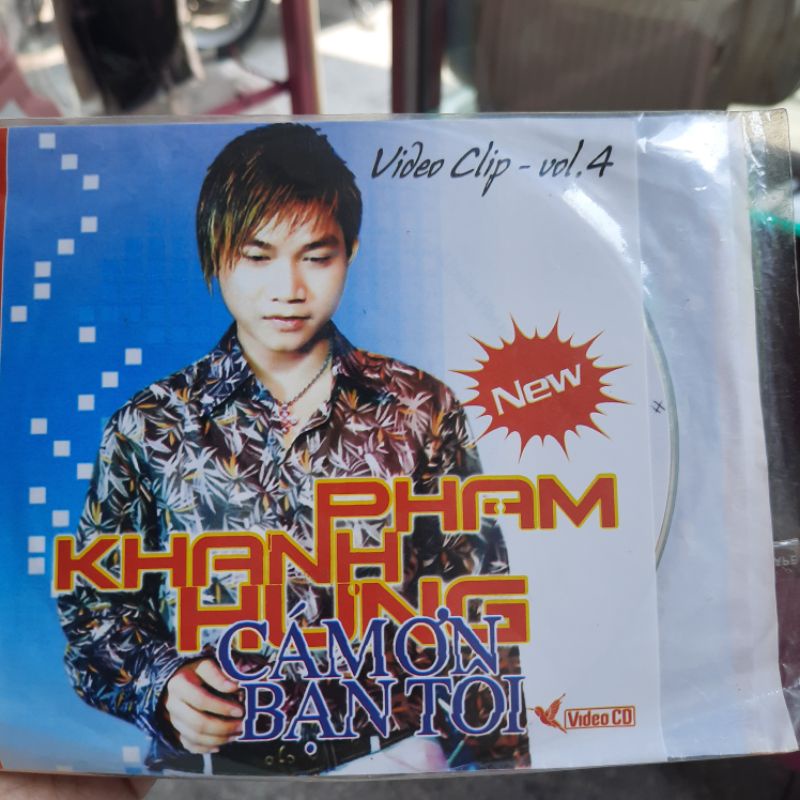 Video Clip - vol.4
New
PHẠM
KHÁNH
HƯNG
CÁM ƠN
BẠN TÔI
Video CD